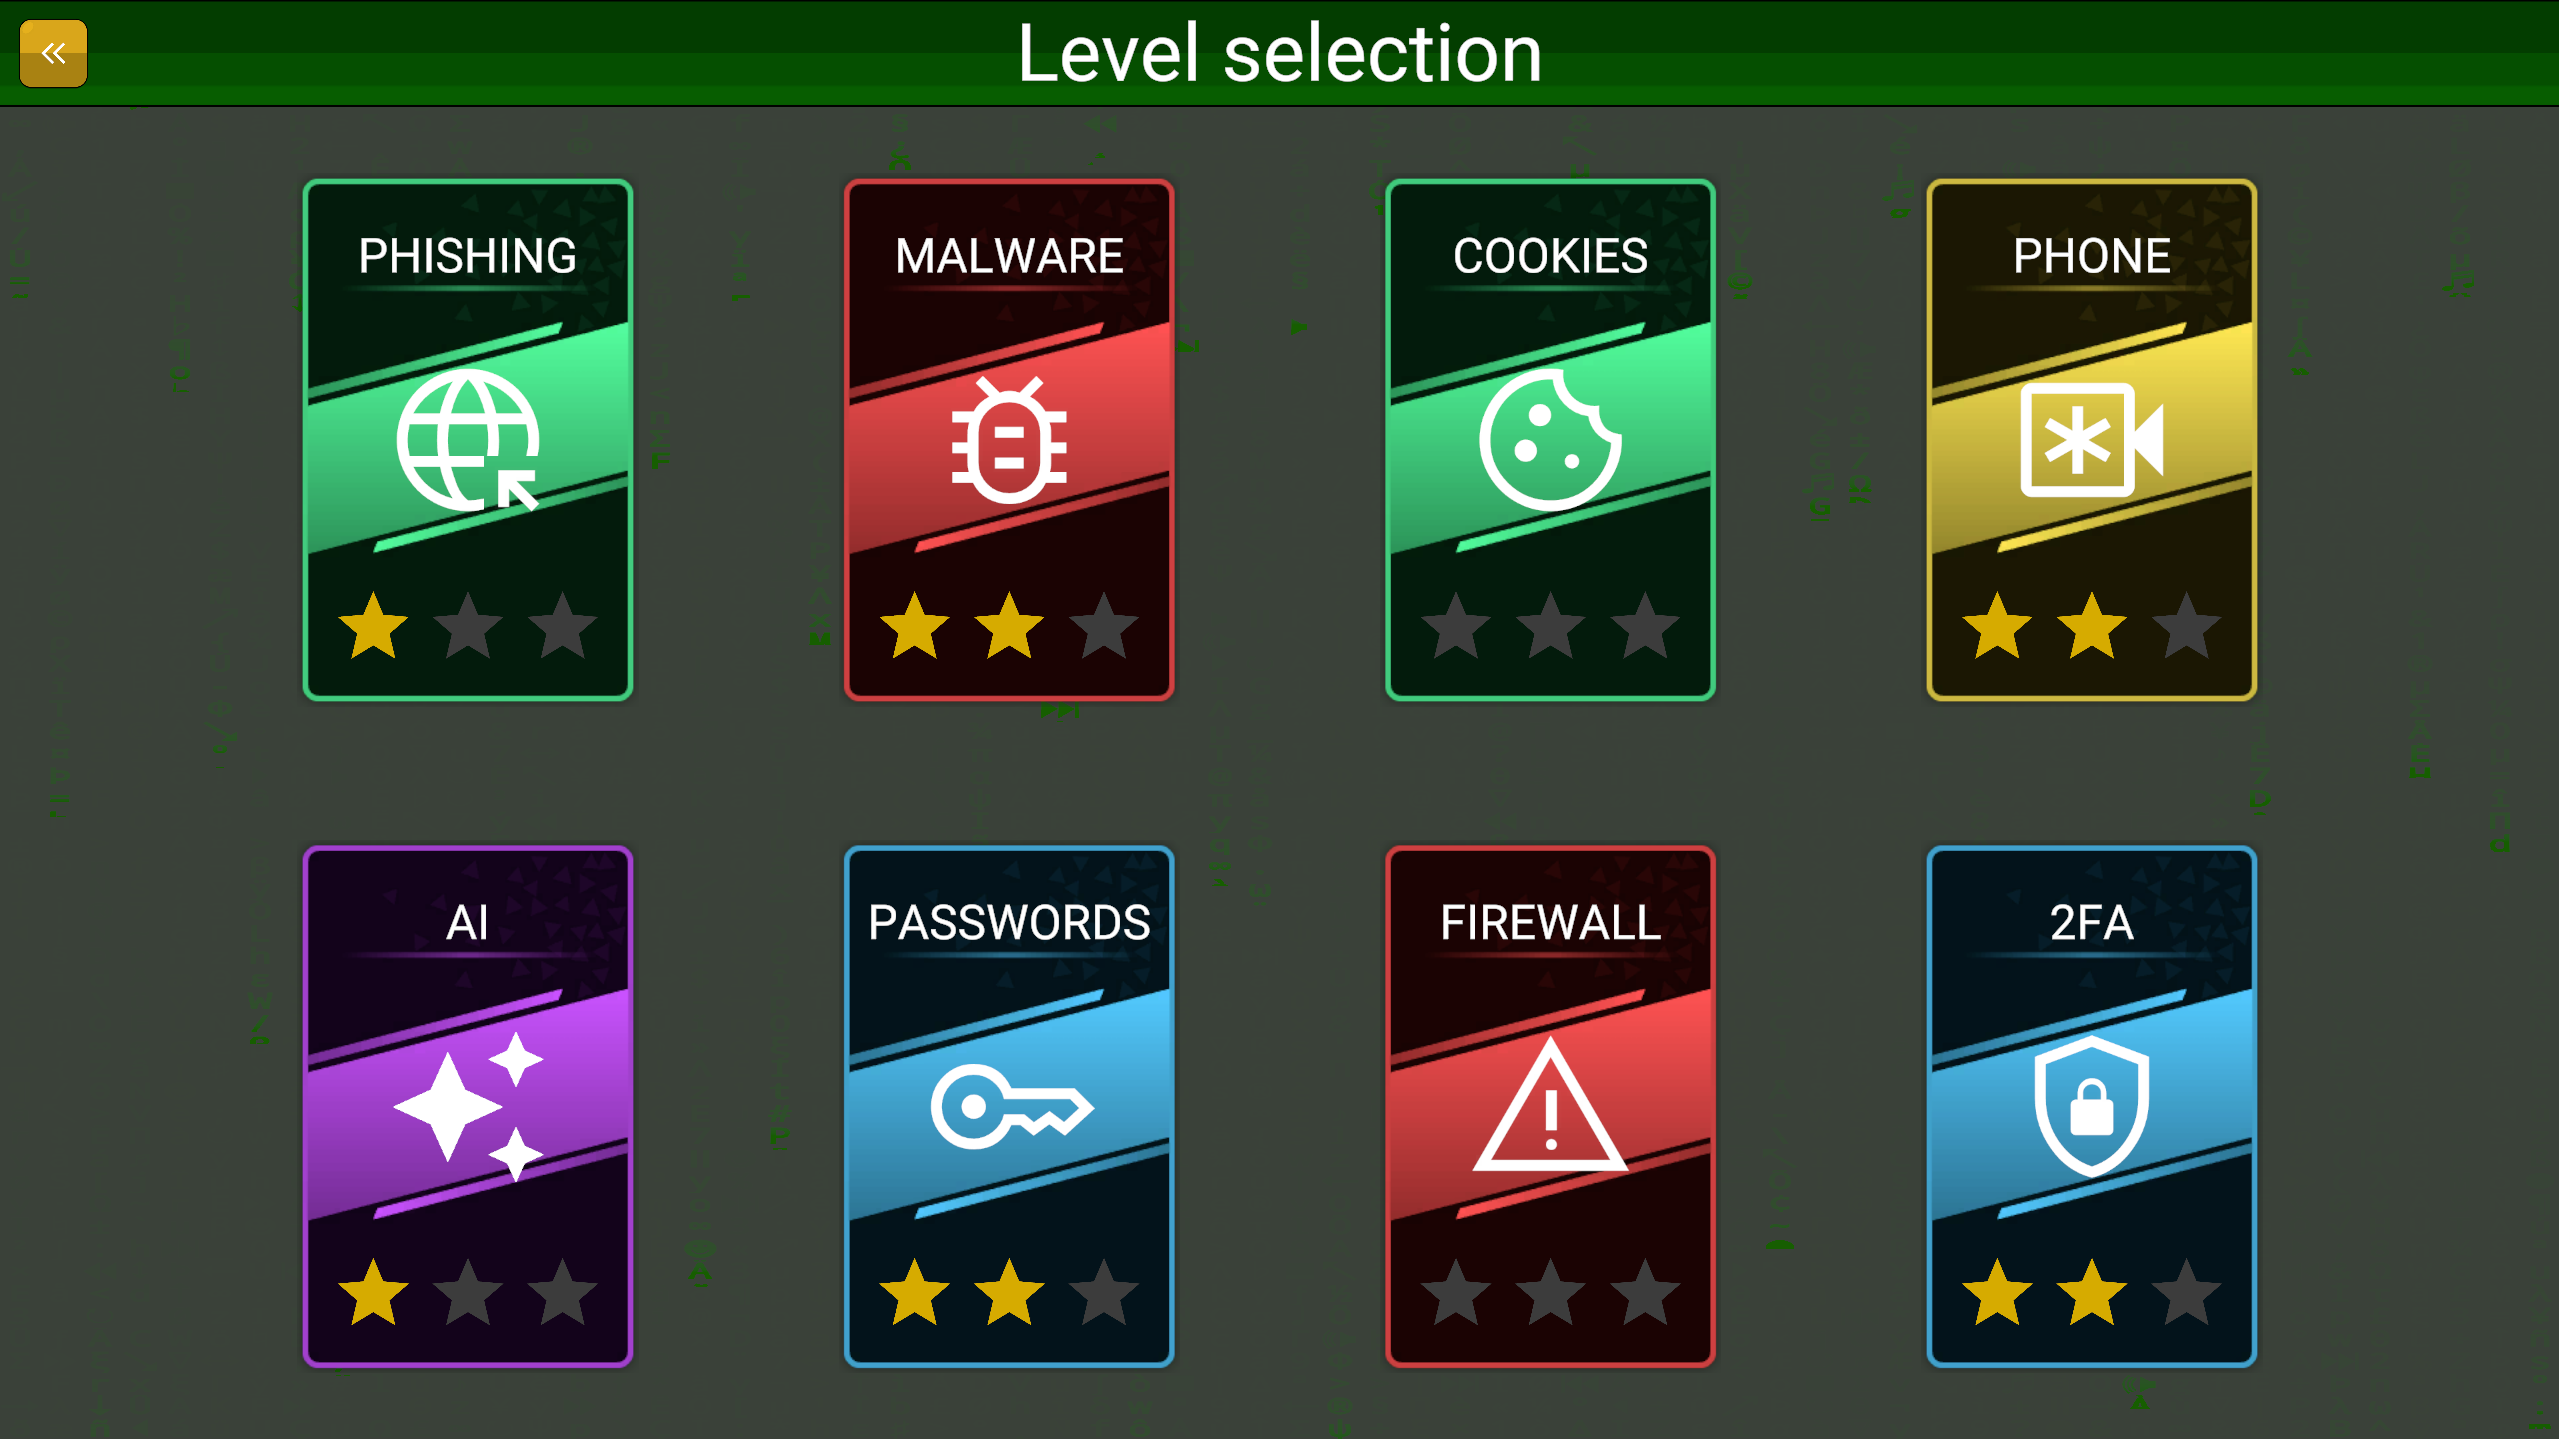 Level selection
PHISHING
MALWARE
COOKIES
PHONE
AI
PASSWORDS
FIREWALL
2FA